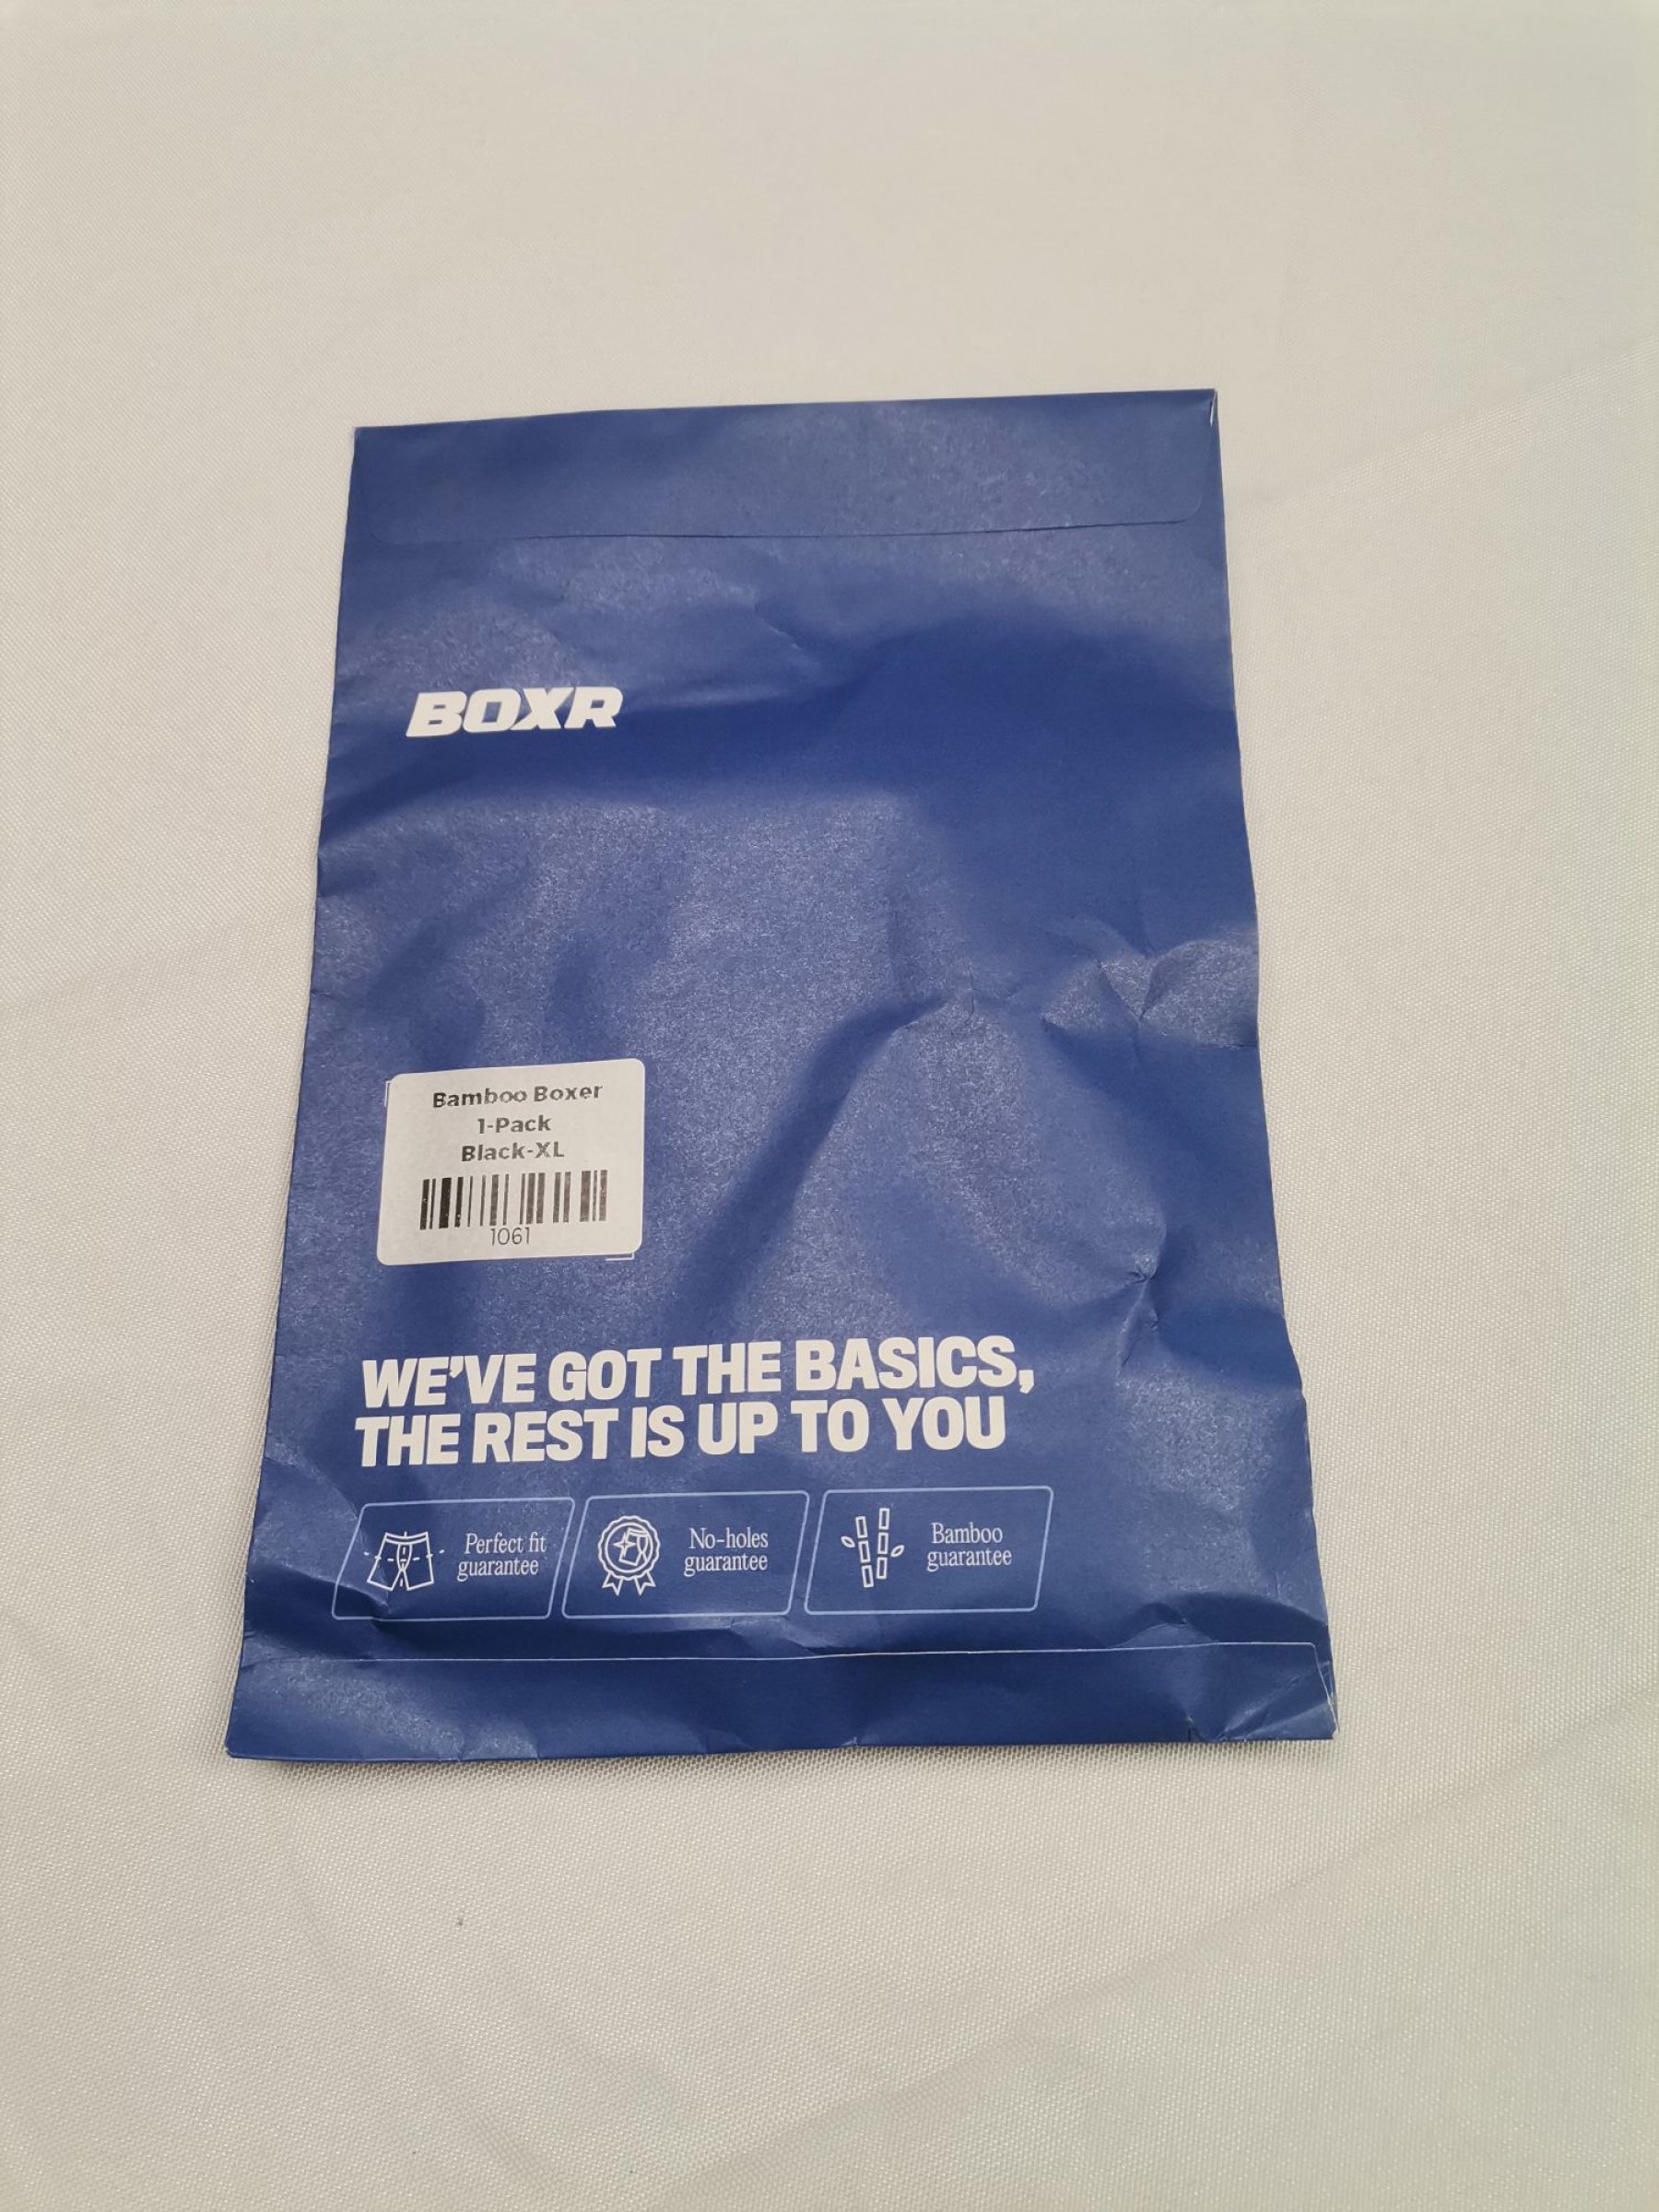 BOXR
Bamboo Boxer
1-Pack
Black-XL
1061
WE'VE GOT THE BASICS,
THE REST IS UP TO YOU
Perfect fit
guarantee
No-holes
guarantee
Bamboo
guarantee